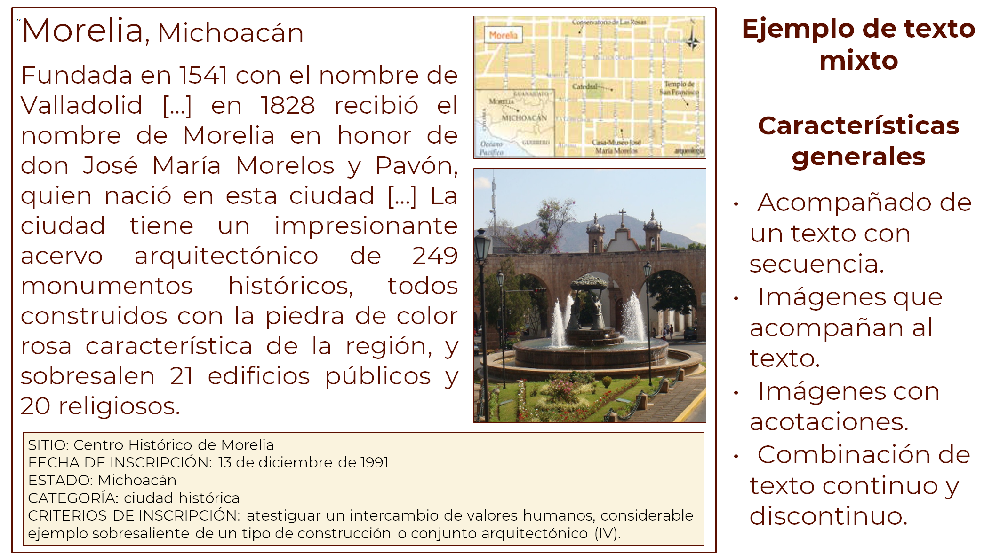 ”Morelia, Michoacán
Fundada en 1541 con el nombre de
Valladolid [...] en 1828 recibió el
nombre de Morelia en honor de
don José María Morelos y Pavón,
quien nació en esta ciudad [...] La
ciudad tiene un impresionante
acervo arquitectónico de 249
monumentos históricos, todos
construidos con la piedra de color
rosa característica de la región, y
sobresalen 21 edificios públicos y
20 religiosos.
Conservatorio de Las Rosas
N
Morelia
Catedral
Templo de
San Francisco
GUANAJUATO
MORELIA
MICHOACÁN
GUERRERO
Océano
Pacífico
Casa-Museo José
María Morelos
arqueología
SITIO: Centro Histórico de Morelia
FECHA DE INSCRIPCIÓN: 13 de diciembre de 1991
ESTADO: Michoacán
CATEGORÍA: ciudad histórica
CRITERIOS DE INSCRIPCIÓN: atestiguar un intercambio de valores humanos, considerable
ejemplo sobresaliente de un tipo de construcción o conjunto arquitectónico (IV).
Ejemplo de texto
mixto
Características
generales
• Acompañado de
un texto con
secuencia.
• Imágenes que
acompañan al
texto.
• Imágenes con
acotaciones.
• Combinación de
texto continuo y
discontinuo.